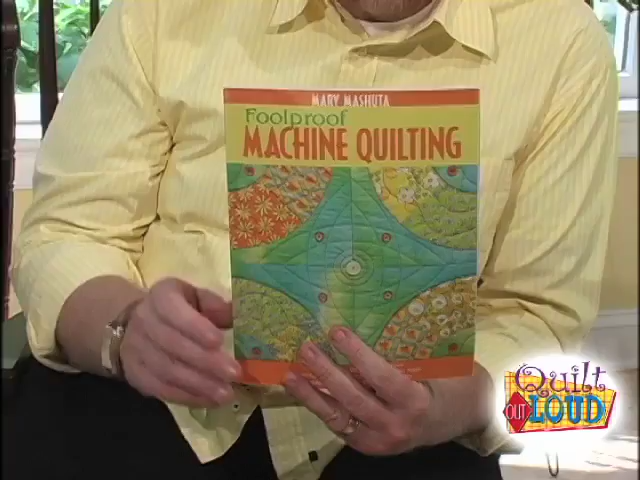 MARY MASHUTA
Foolproof
MACHINE QUILTING
Quilt
OUT LOUD